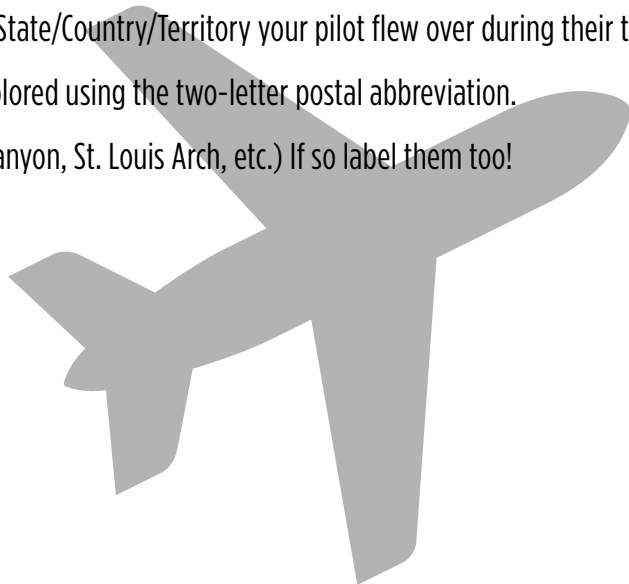 State/Country/Territory your pilot flew over during their t
lored using the two-letter postal abbreviation.
anyon, St. Louis Arch, etc.) If so label them too!